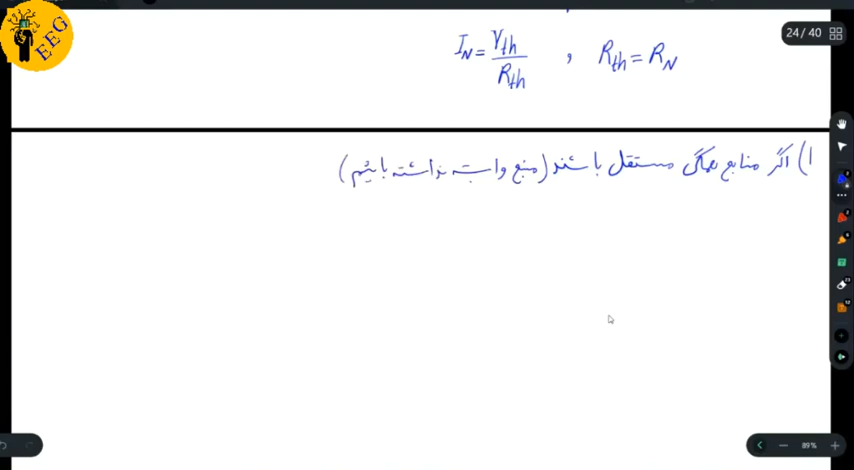 EEG
24/40
I_N = V_th / R_th , R_th = R_N
۱) اگر منابع همگی مستقل باشند (منبع وابسته نداشته باشیم)
89%